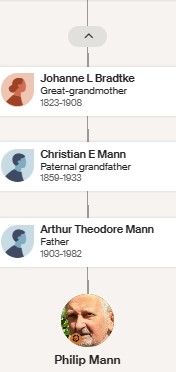 Johanne L Bradtke
Great-grandmother
1823-1908
Christian E Mann
Paternal grandfather
1859-1933
Arthur Theodore Mann
Father
1903-1982
Philip Mann